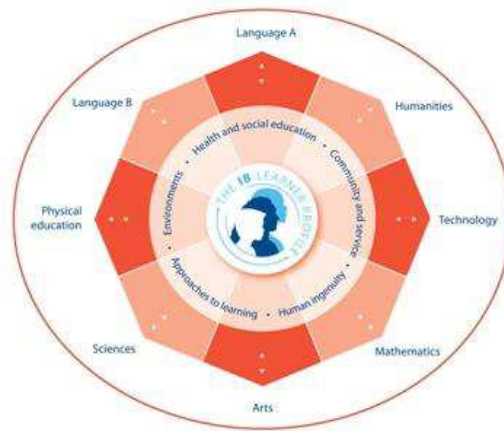 Language A
Language B
Humanities
Health and social education
Environments
Community and service
THE IB LEARNER PROFILE
Physical
education
Technology
Approaches to learning
Human ingenuity
Sciences
Mathematics
Arts